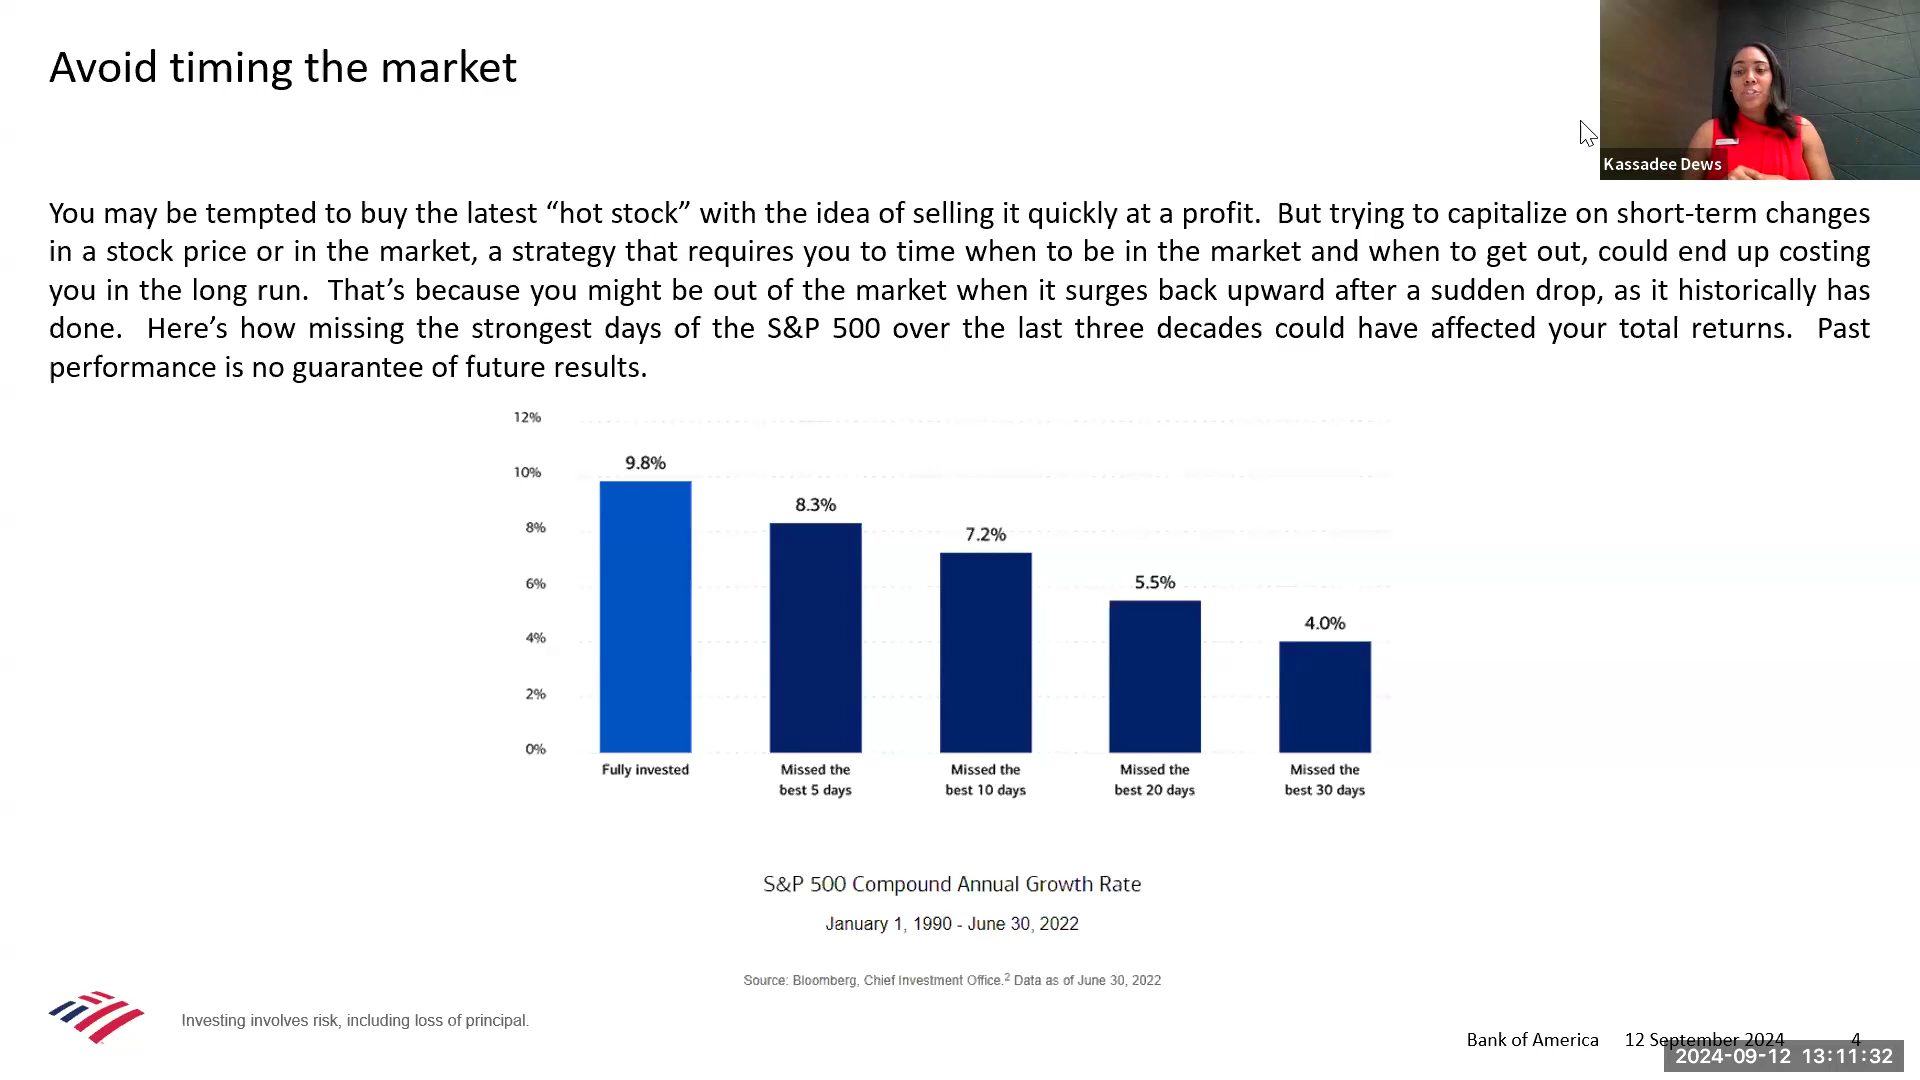 Avoid timing the market
Kassadee Dews
You may be tempted to buy the latest “hot stock” with the idea of selling it quickly at a profit.  But trying to capitalize on short-term changes
in a stock price or in the market, a strategy that requires you to time when to be in the market and when to get out, could end up costing
you in the long run.  That’s because you might be out of the market when it surges back upward after a sudden drop, as it historically has
done.  Here’s how missing the strongest days of the S&P 500 over the last three decades could have affected your total returns.  Past
performance is no guarantee of future results.
12%
10%
8%
6%
4%
2%
0%
9.8%
8.3%
7.2%
5.5%
4.0%
Fully invested
Missed the
best 5 days
Missed the
best 10 days
Missed the
best 20 days
Missed the
best 30 days
S&P 500 Compound Annual Growth Rate
January 1, 1990 - June 30, 2022
Source: Bloomberg, Chief Investment Office.² Data as of June 30, 2022
Investing involves risk, including loss of principal.
Bank of America 12 September 2024 4
2024-09-12 13:11:32